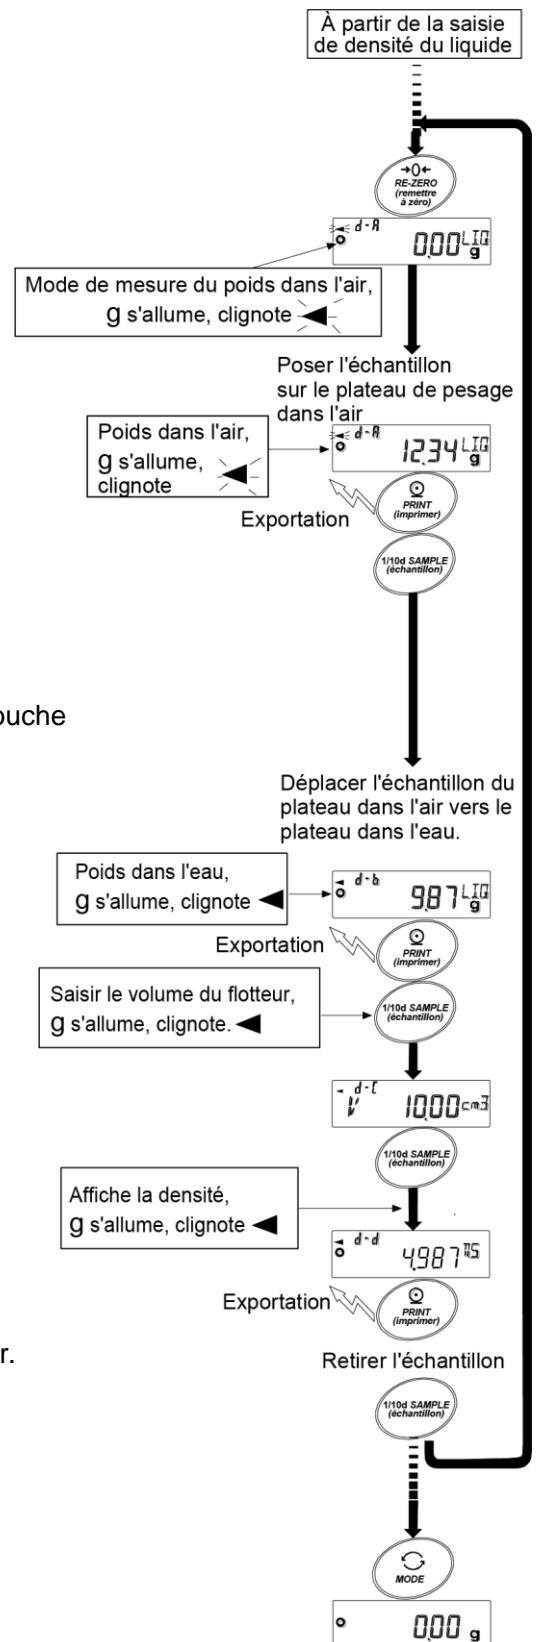 À partir de la saisie
de densité du liquide
→0←
RE-ZERO
(remettre
à zéro)
d-A
0.00 LIQ
g
Mode de mesure du poids dans l'air,
g s'allume, clignote
Poser l'échantillon
sur le plateau de pesage
dans l'air
Poids dans l'air,
g s'allume,
clignote
d-A
12.34 LIQ
g
Exportation
PRINT
(imprimer)
1/10d SAMPLE
(échantillon)
ouche
Déplacer l'échantillon du
plateau dans l'air vers le
plateau dans l'eau.
Poids dans l'eau,
g s'allume, clignote
d-b
9.87 LIQ
g
Exportation
PRINT
(imprimer)
Saisir le volume du flotteur,
g s'allume, clignote.
1/10d SAMPLE
(échantillon)
d-C
V 10.00 cm3
1/10d SAMPLE
(échantillon)
Affiche la densité,
g s'allume, clignote
d-d
4.987
Exportation
PRINT
(imprimer)
r.
Retirer l'échantillon
1/10d SAMPLE
(échantillon)
MODE
0.00 g